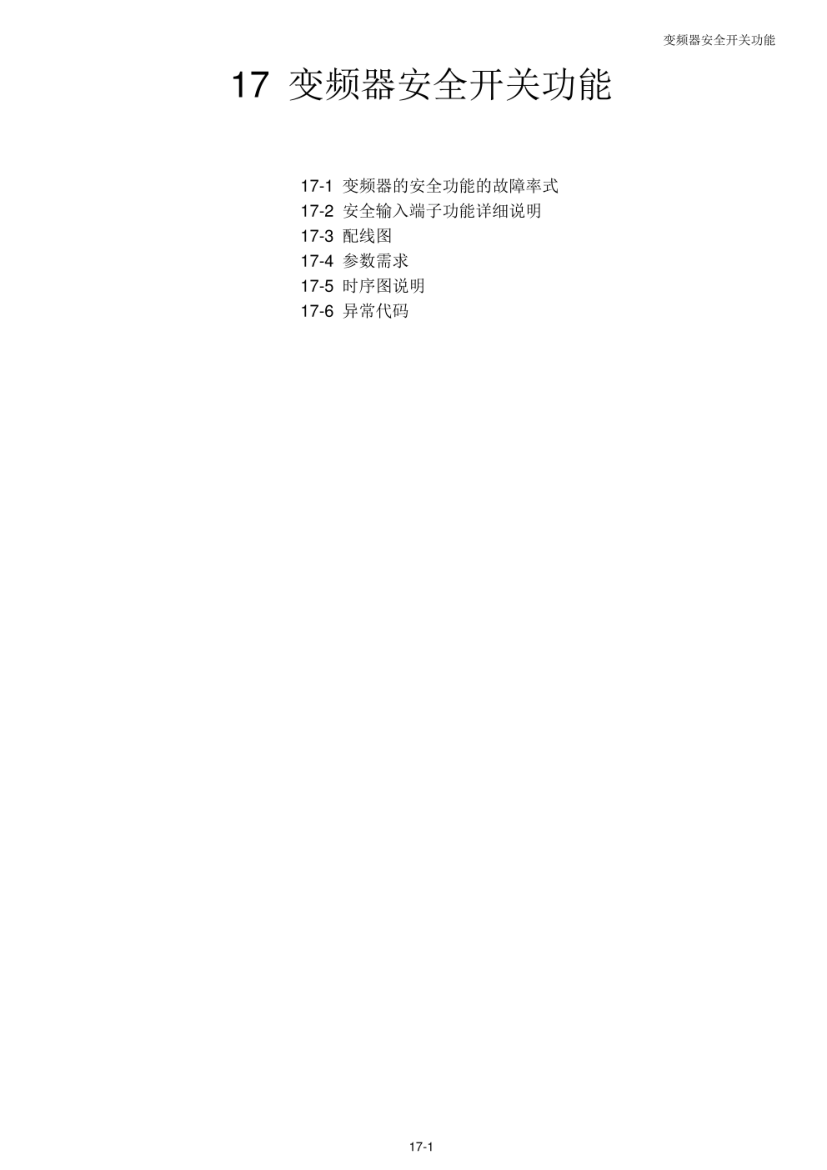 变频器安全开关功能
17 变频器安全开关功能
17-1 变频器的安全功能的故障率式
17-2 安全输入端子功能详细说明
17-3 配线图
17-4 参数需求
17-5 时序图说明
17-6 异常代码
17-1